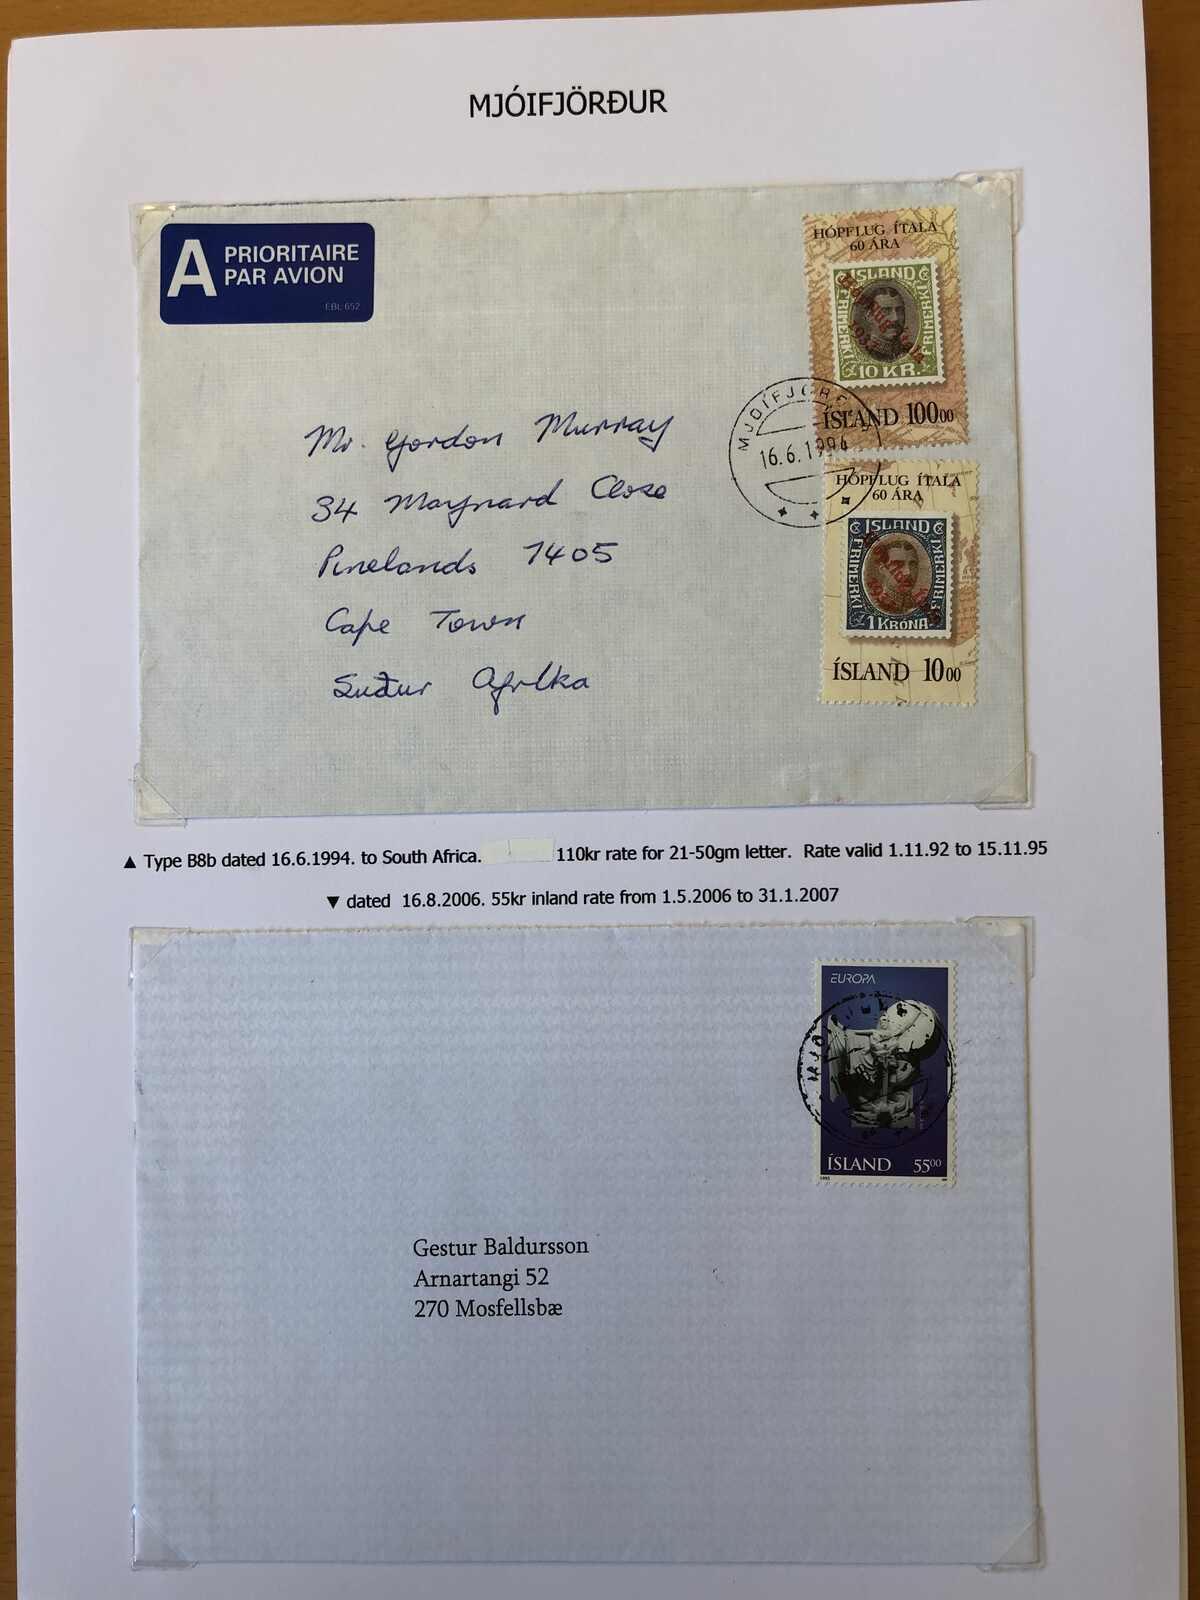 MJÓIFJÖRÐUR
A PRIORITAIRE
PAR AVION
EBL 652
HÓPFLUG ÍTALA
60 ÁRA
ÍSLAND
FRIMERKI
FRIMERKI
10 KR.
ÍSLAND 100.00
16.6.1994
HÓPFLUG ÍTALA
60 ÁRA
ÍSLAND
FRIMERKI
FRIMERKI
1 KRÓNA
ÍSLAND 10.00
Mr. Gordon Murray
34 Maynard Close
Pinelands 7405
Cape Town
Suður Afrika
▲ Type B8b dated 16.6.1994. to South Africa. 110kr rate for 21-50gm letter. Rate valid 1.11.92 to 15.11.95
▼ dated 16.8.2006. 55kr inland rate from 1.5.2006 to 31.1.2007
EUROPA
ÍSLAND 55.00
Gestur Baldursson
Arnartangi 52
270 Mosfellsbæ